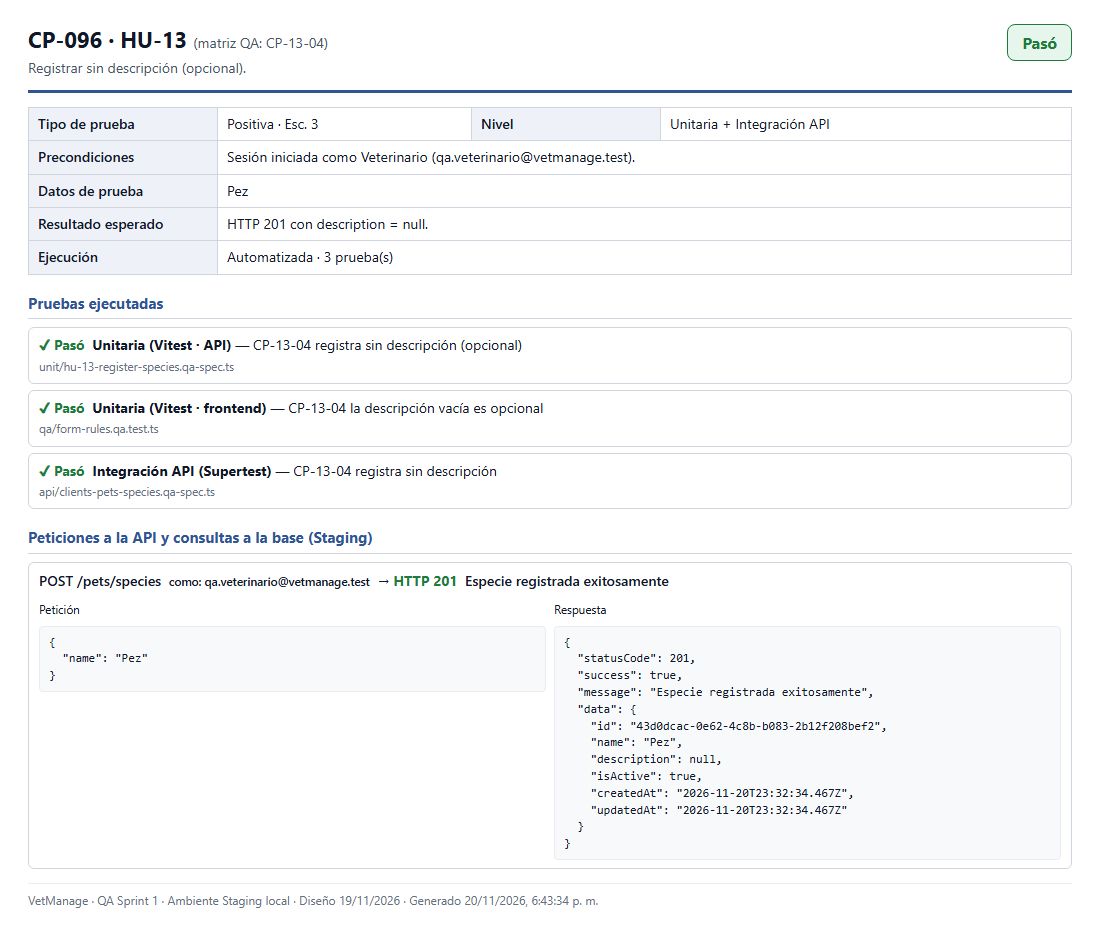 CP-096 · HU-13 (matriz QA: CP-13-04)
Pasó
Registrar sin descripción (opcional).
Tipo de prueba Positiva · Esc. 3 Nivel Unitaria + Integración API
Precondiciones Sesión iniciada como Veterinario (qa.veterinario@vetmanage.test).
Datos de prueba Pez
Resultado esperado HTTP 201 con description = null.
Ejecución Automatizada · 3 prueba(s)
Pruebas ejecutadas
✓ Pasó Unitaria (Vitest · API) — CP-13-04 registra sin descripción (opcional)
unit/hu-13-register-species.qa-spec.ts
✓ Pasó Unitaria (Vitest · frontend) — CP-13-04 la descripción vacía es opcional
qa/form-rules.qa.test.ts
✓ Pasó Integración API (Supertest) — CP-13-04 registra sin descripción
api/clients-pets-species.qa-spec.ts
Peticiones a la API y consultas a la base (Staging)
POST /pets/species como: qa.veterinario@vetmanage.test → HTTP 201 Especie registrada exitosamente
Petición
{
"name": "Pez"
}
Respuesta
{
"statusCode": 201,
"success": true,
"message": "Especie registrada exitosamente",
"data": {
"id": "43d0dcac-0e62-4c8b-b083-2b12f208bef2",
"name": "Pez",
"description": null,
"isActive": true,
"createdAt": "2026-11-20T23:32:34.467Z",
"updatedAt": "2026-11-20T23:32:34.467Z"
}
}
VetManage · QA Sprint 1 · Ambiente Staging local · Diseño 19/11/2026 · Generado 20/11/2026, 6:43:34 p. m.